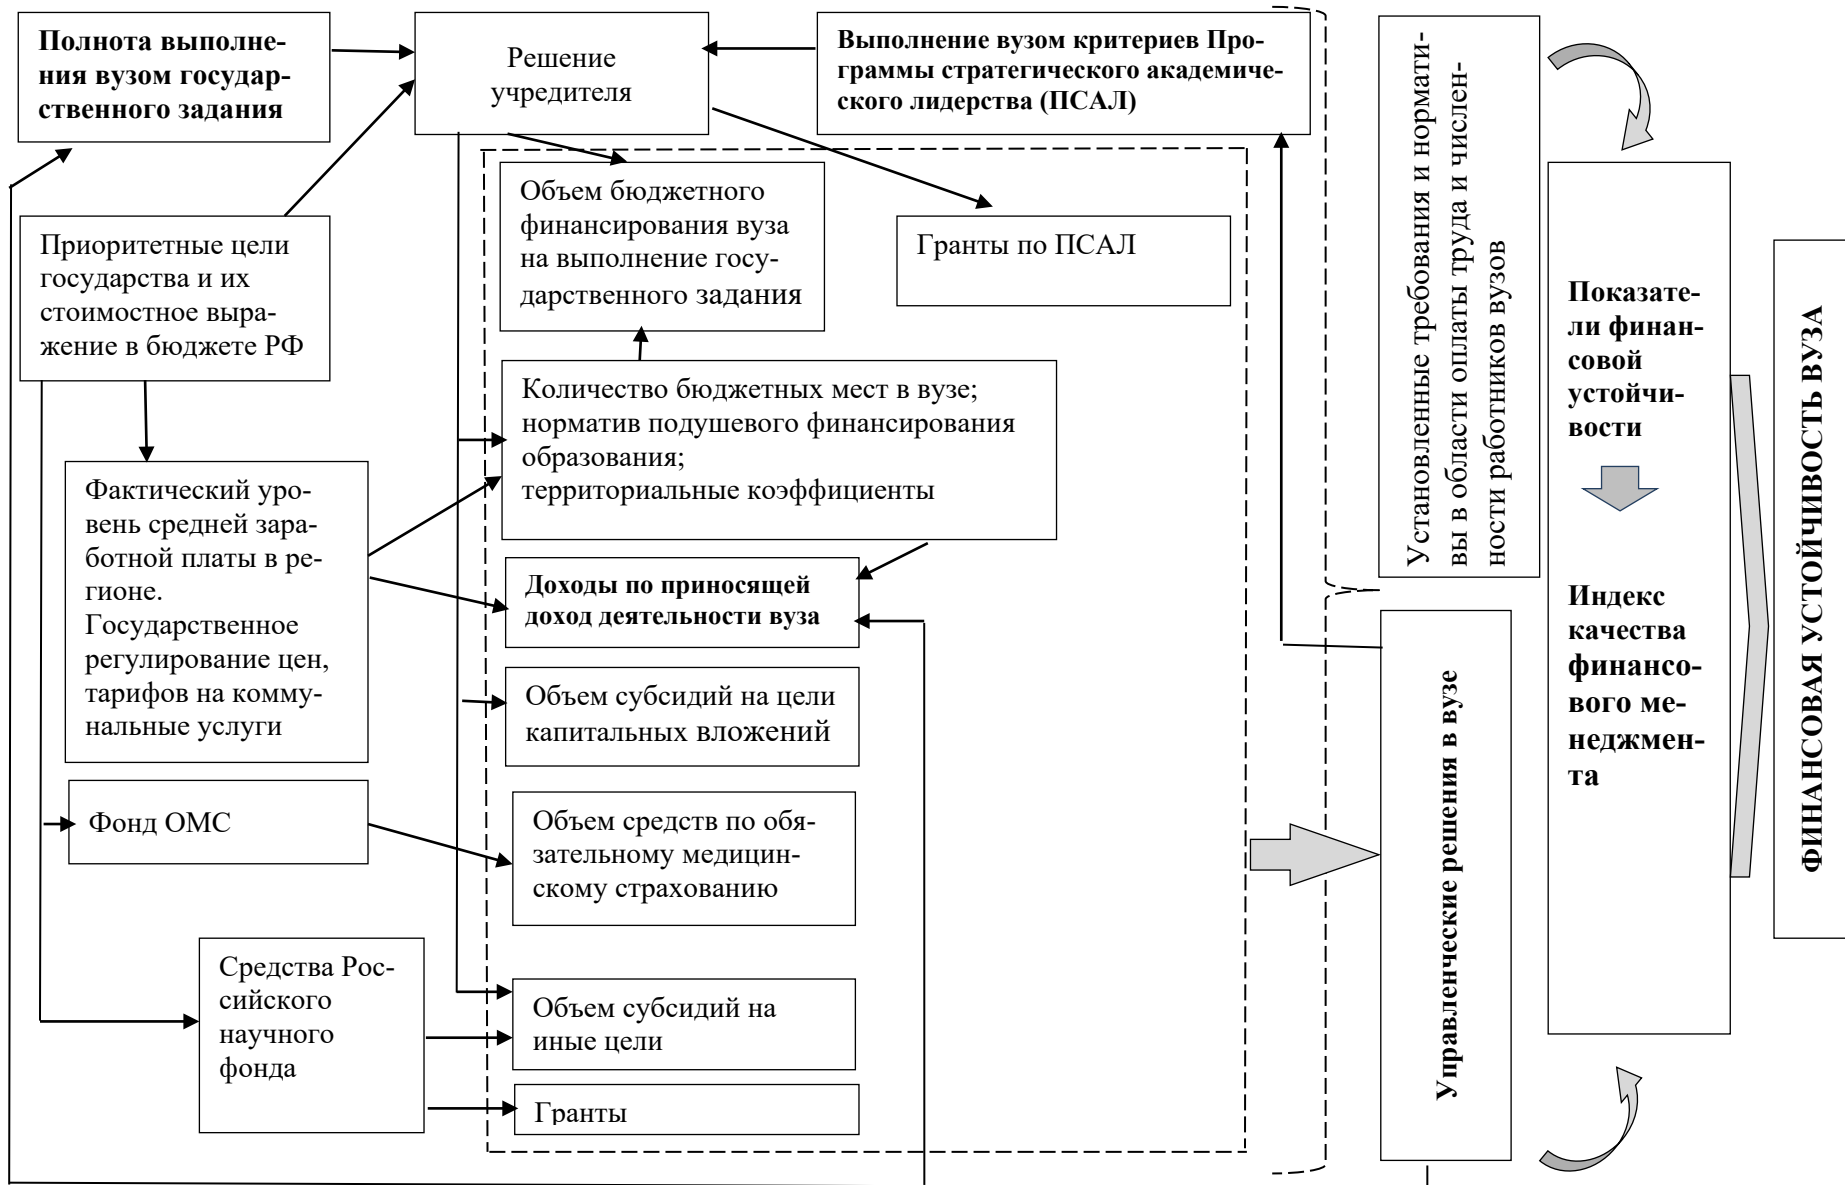 Полнота выполне-
ния вузом государ-
ственного задания
Решение
учредителя
Выполнение вузом критериев Про-
граммы стратегического академиче-
ского лидерства (ПСАЛ)
Приоритетные цели
государства и их
стоимостное выра-
жение в бюджете РФ
Объем бюджетного
финансирования вуза
на выполнение госу-
дарственного задания
Гранты по ПСАЛ
Количество бюджетных мест в вузе;
норматив подушевого финансирования
образования;
территориальные коэффициенты
Фактический уро-
вень средней зара-
ботной платы в ре-
гионе.
Государственное
регулирование цен,
тарифов на комму-
нальные услуги
Доходы по приносящей
доход деятельности вуза
Объем субсидий на цели
капитальных вложений
Фонд ОМС
Объем средств по обя-
зательному медицин-
скому страхованию
Средства Рос-
сийского
научного
фонда
Объем субсидий на
иные цели
Гранты
Установленные требования и нормати-
вы в области оплаты труда и числен-
ности работников вузов
Управленческие решения в вузе
Показате-
ли финан-
совой
устойчи-
вости
Индекс
качества
финансо-
вого ме-
неджмен-
та
ФИНАНСОВАЯ УСТОЙЧИВОСТЬ ВУЗА